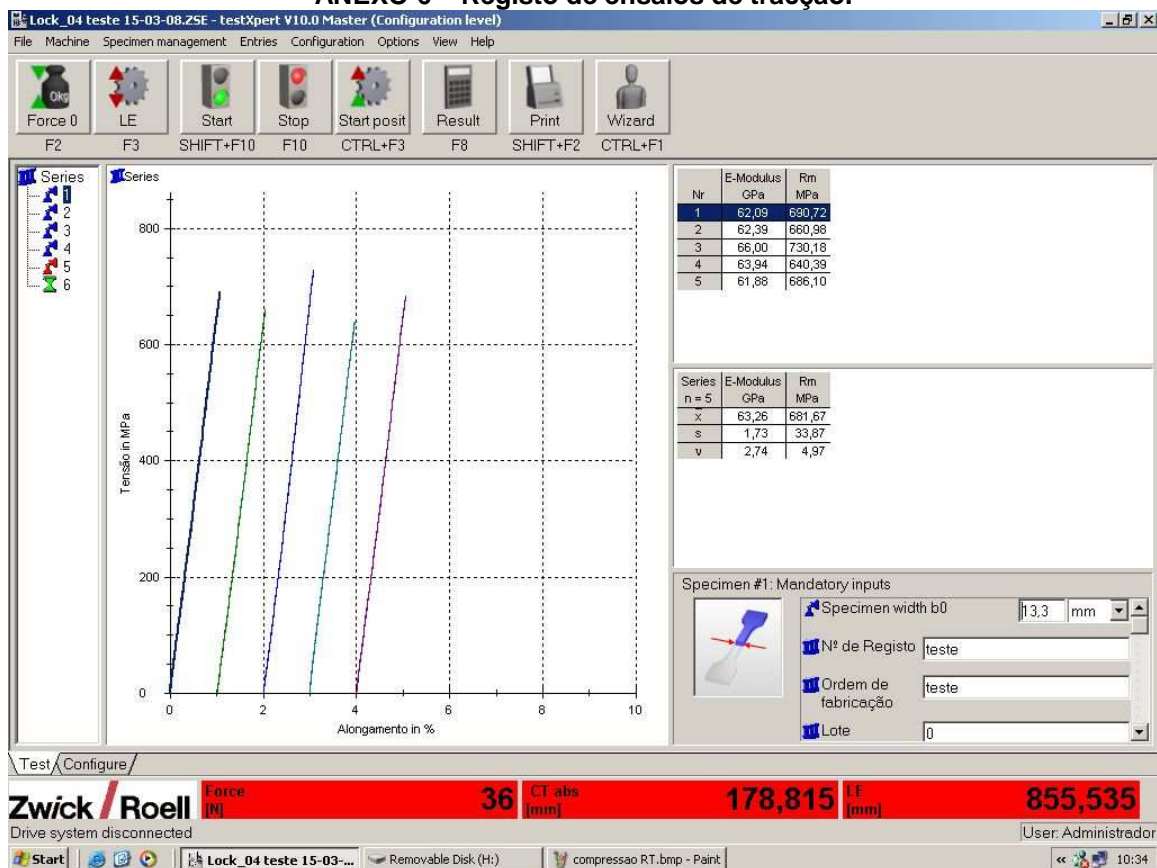 ANEXO 6 – Registo de ensaios de tracção.
Lock_04 teste 15-03-08.ZSE - testXpert V10.0 Master (Configuration level)
File Machine Specimen management Entries Configuration Options View Help
0kg
Force 0 LE Start Stop Start posit Result Print Wizard
F2 F3 SHIFT+F10 F10 CTRL+F3 F8 SHIFT+F2 CTRL+F1
Series
1
2
3
4
5
6
Series
Tensão in MPa
800
600
400
200
0
0 2 4 6 8 10
Alongamento in %
E-Modulus Rm
Nr GPa MPa
1 62,09 690,72
2 62,39 660,98
3 66,00 730,18
4 63,94 640,39
5 61,88 686,10
Series E-Modulus Rm
n = 5 GPa MPa
x̄ 63,26 681,67
s 1,73 33,87
ν 2,74 4,97
Specimen #1: Mandatory inputs
Specimen width b0 13,3 mm
Nº de Registo teste
Ordem de teste
fabricação
Lote 0
Test Configure
Zwick / Roell
Force 36
[N]
CT abs 178,815
[mm]
LE 855,535
[mm]
Drive system disconnected User: Administrador
Start Lock_04 teste 15-03-... Removable Disk (H:) compressao RT.bmp - Paint « 10:34